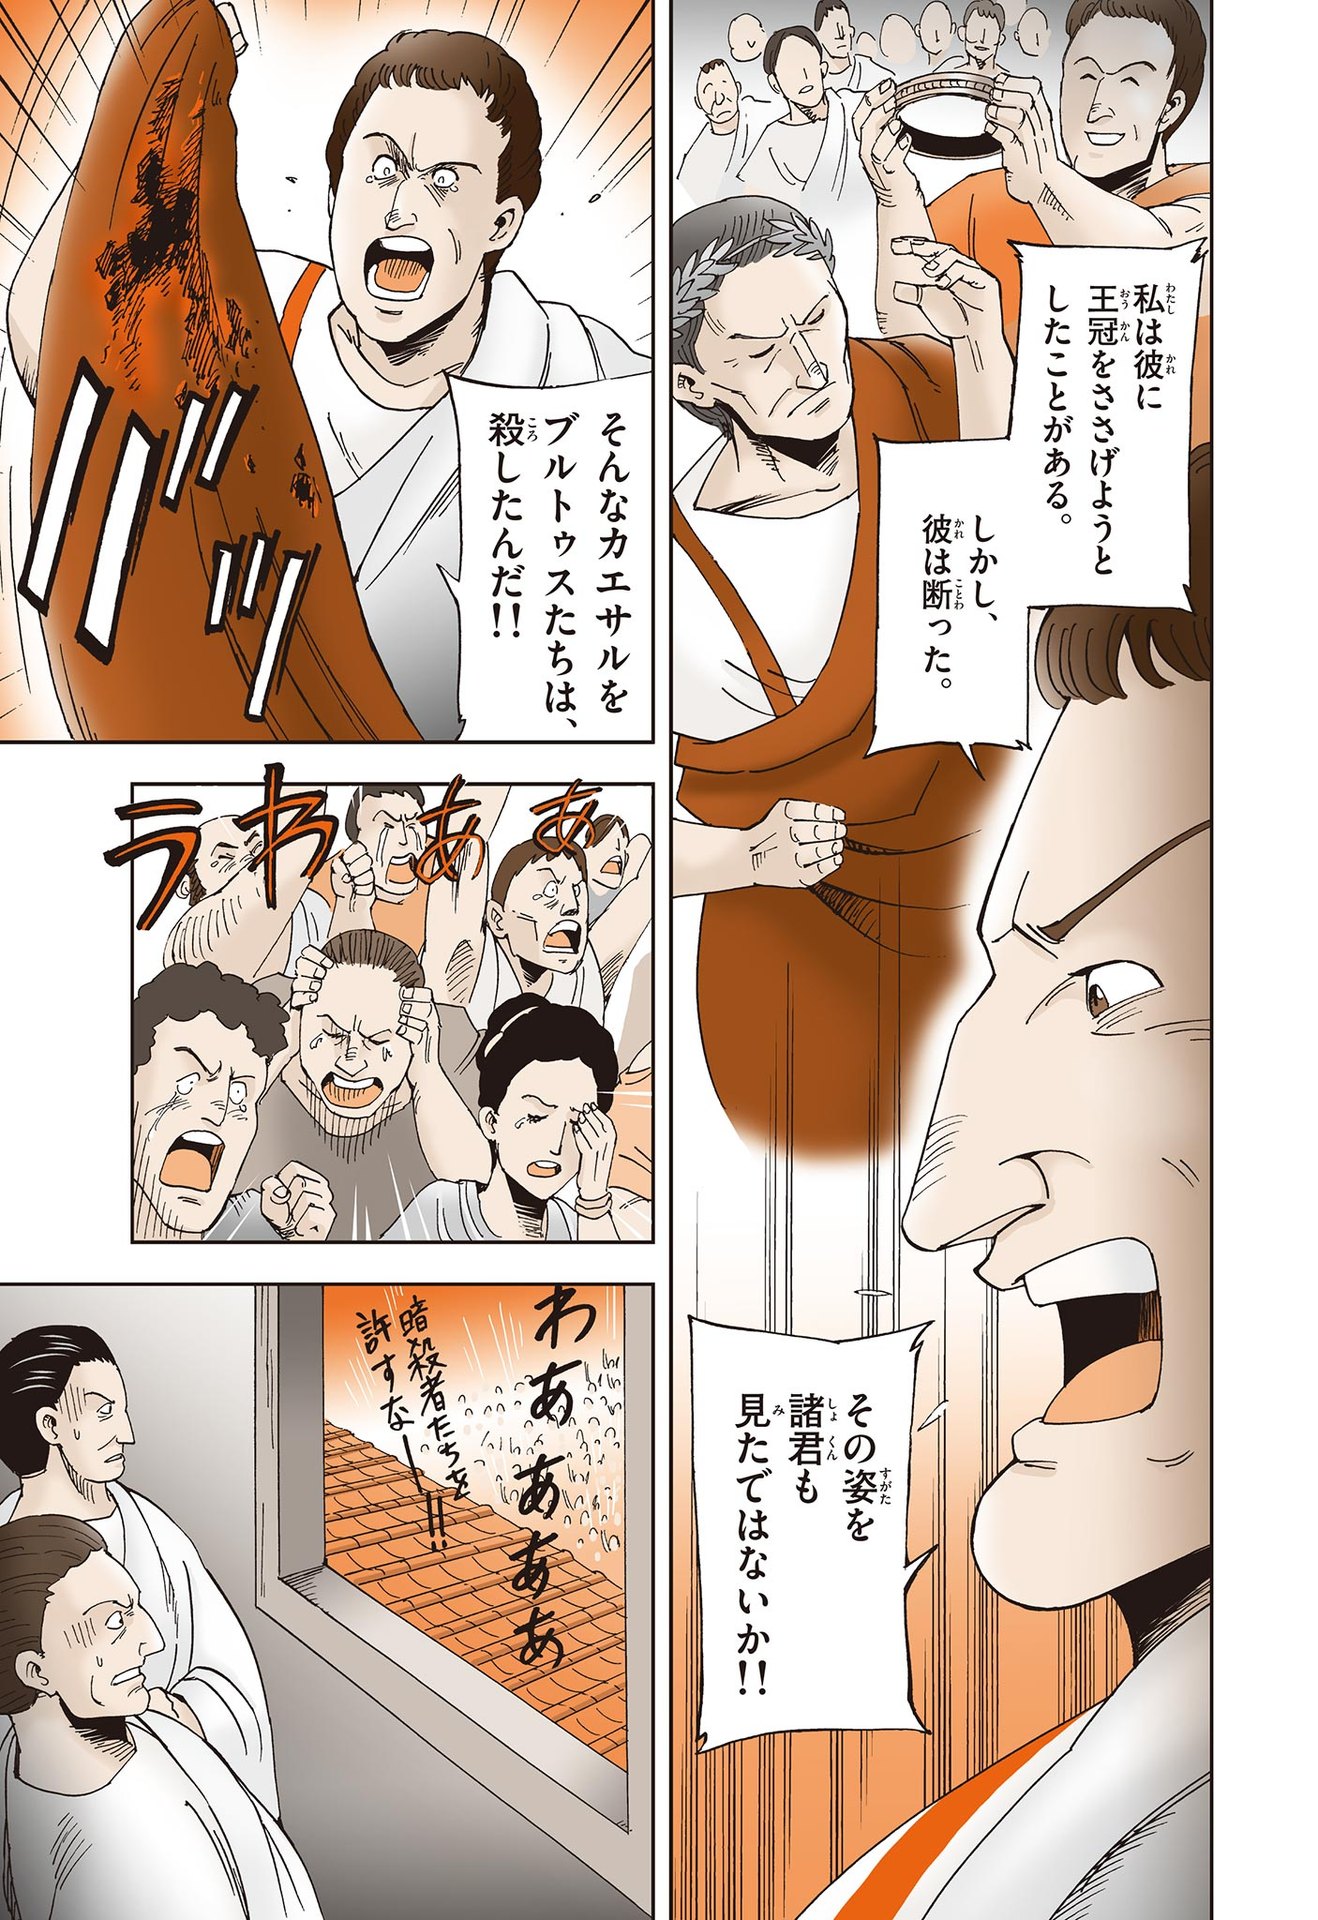 私は彼に
王冠をささげようと
したことがある。
しかし、
彼は断った。
その姿を
諸君も
見たではないか!!
そんなカエサルを
ブルトゥスたちは、
殺したんだ!!
うわああ
わああああ
暗殺者たちを
許すなー!!